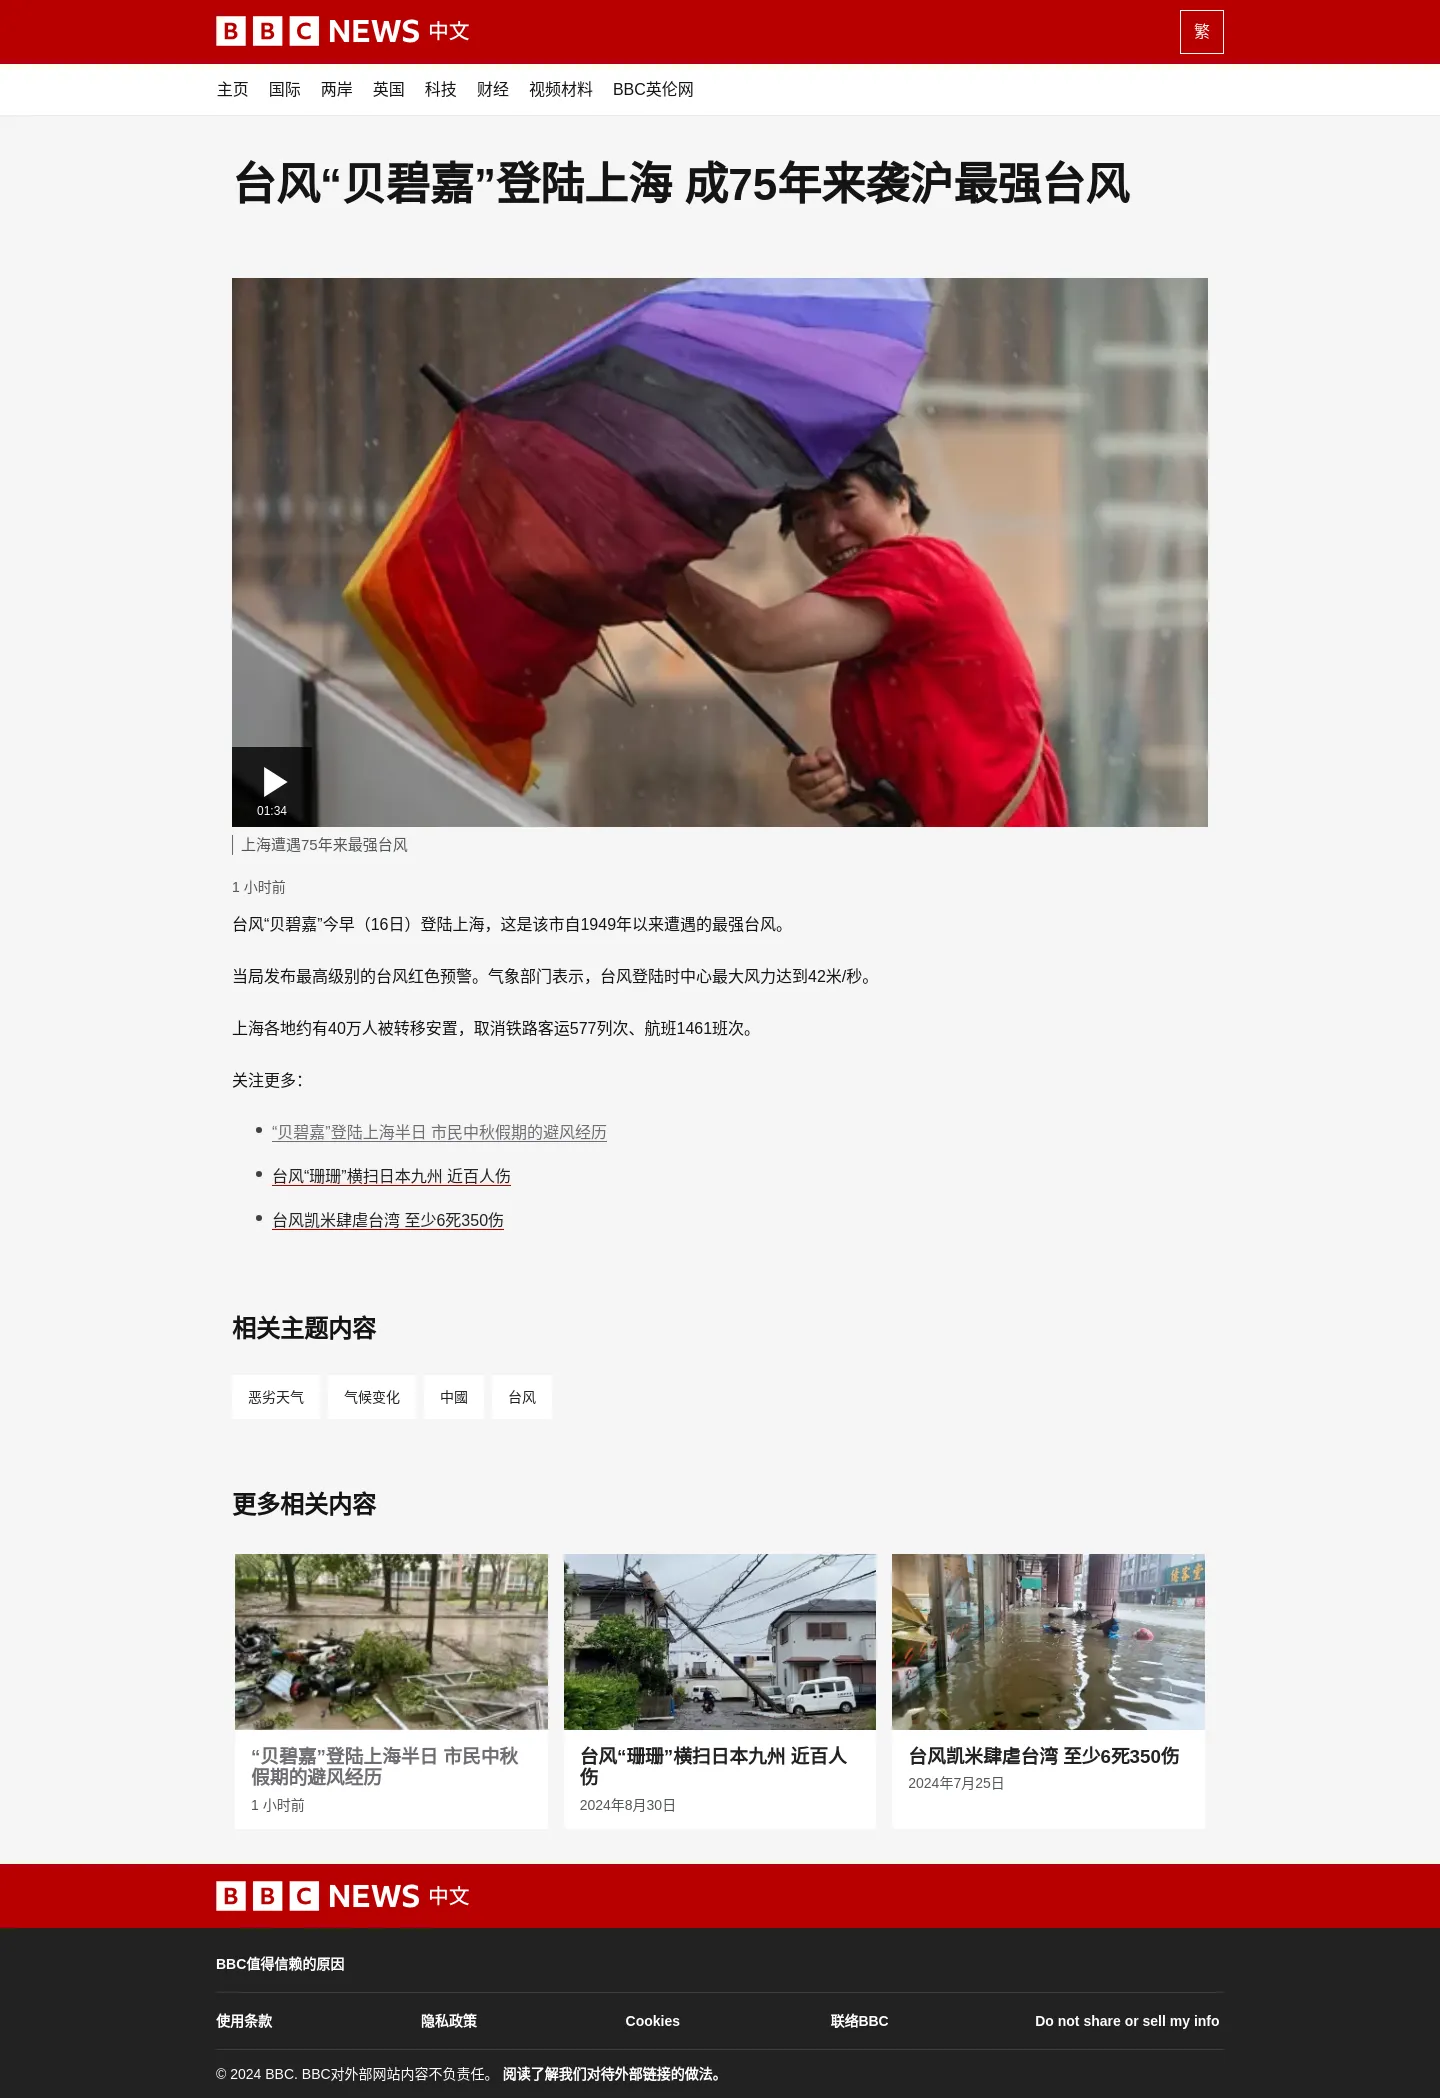 BBC NEWS 中文
繁
主页 国际 两岸 英国 科技 财经 视频材料 BBC英伦网
台风“贝碧嘉”登陆上海 成75年来袭沪最强台风
01:34
上海遭遇75年来最强台风
1 小时前
台风“贝碧嘉”今早（16日）登陆上海，这是该市自1949年以来遭遇的最强台风。
当局发布最高级别的台风红色预警。气象部门表示，台风登陆时中心最大风力达到42米/秒。
上海各地约有40万人被转移安置，取消铁路客运577列次、航班1461班次。
关注更多：
“贝碧嘉”登陆上海半日 市民中秋假期的避风经历
台风“珊珊”横扫日本九州 近百人伤
台风凯米肆虐台湾 至少6死350伤
相关主题内容
恶劣天气 气候变化 中國 台风
更多相关内容
“贝碧嘉”登陆上海半日 市民中秋
假期的避风经历
1 小时前
台风“珊珊”横扫日本九州 近百人
伤
2024年8月30日
台风凯米肆虐台湾 至少6死350伤
2024年7月25日
BBC NEWS 中文
BBC值得信赖的原因
使用条款 隐私政策 Cookies 联络BBC Do not share or sell my info
© 2024 BBC. BBC对外部网站内容不负责任。 阅读了解我们对待外部链接的做法。